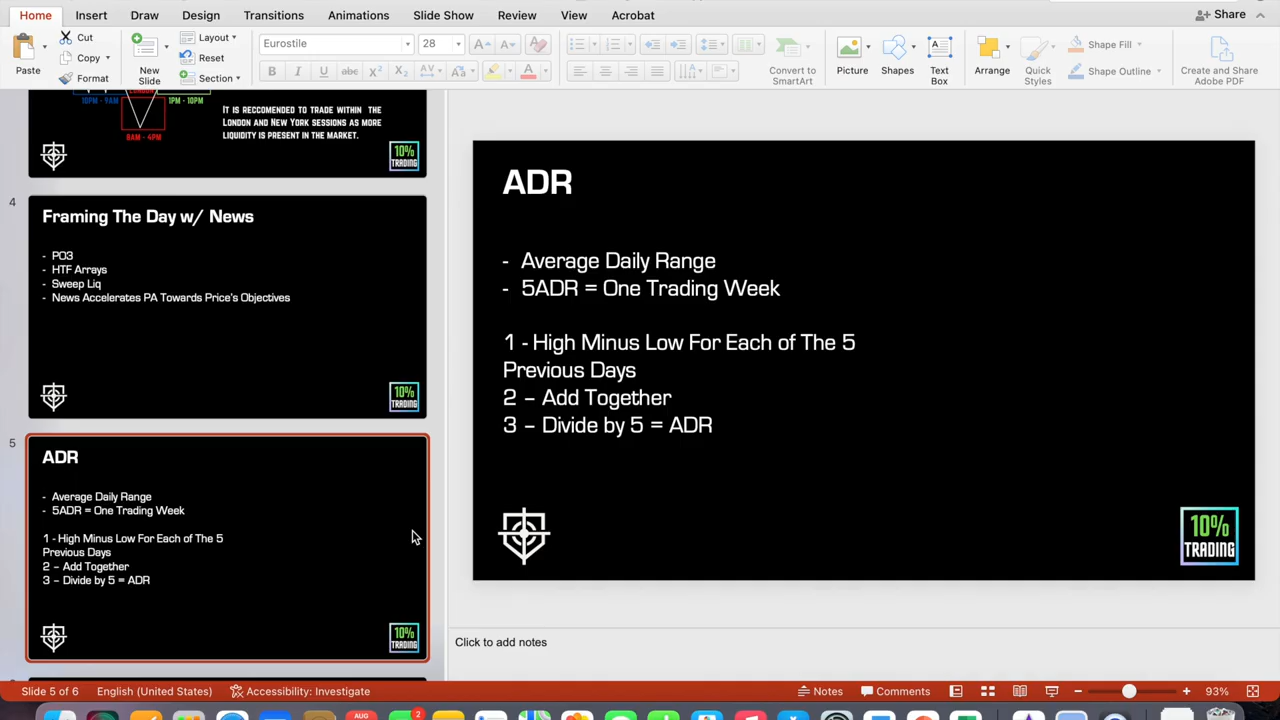 Home Insert Draw Design Transitions Animations Slide Show Review View Acrobat Share
Cut
Copy
Format
Paste
New
Slide
Layout
Reset
Section
Eurostile
28
Convert to
SmartArt
Picture
Shapes
Text
Box
Arrange
Quick
Styles
Shape Fill
Shape Outline
Create and Share
Adobe PDF
LONDON
10PM - 9AM
1PM - 10PM
8AM - 4PM
It is reccomended to trade within the
London and New York sessions as more
liquidity is present in the market.
10%
TRADING
4
Framing The Day w/ News
- PO3
- HTF Arrays
- Sweep Liq
- News Accelerates PA Towards Price's Objectives
10%
TRADING
5
ADR
- Average Daily Range
- 5ADR = One Trading Week
1 - High Minus Low For Each of The 5
Previous Days
2 – Add Together
3 – Divide by 5 = ADR
10%
TRADING
ADR
- Average Daily Range
- 5ADR = One Trading Week
1 - High Minus Low For Each of The 5
Previous Days
2 – Add Together
3 – Divide by 5 = ADR
10%
TRADING
Click to add notes
Slide 5 of 6 English (United States) Accessibility: Investigate Notes Comments 93%
AUG
2